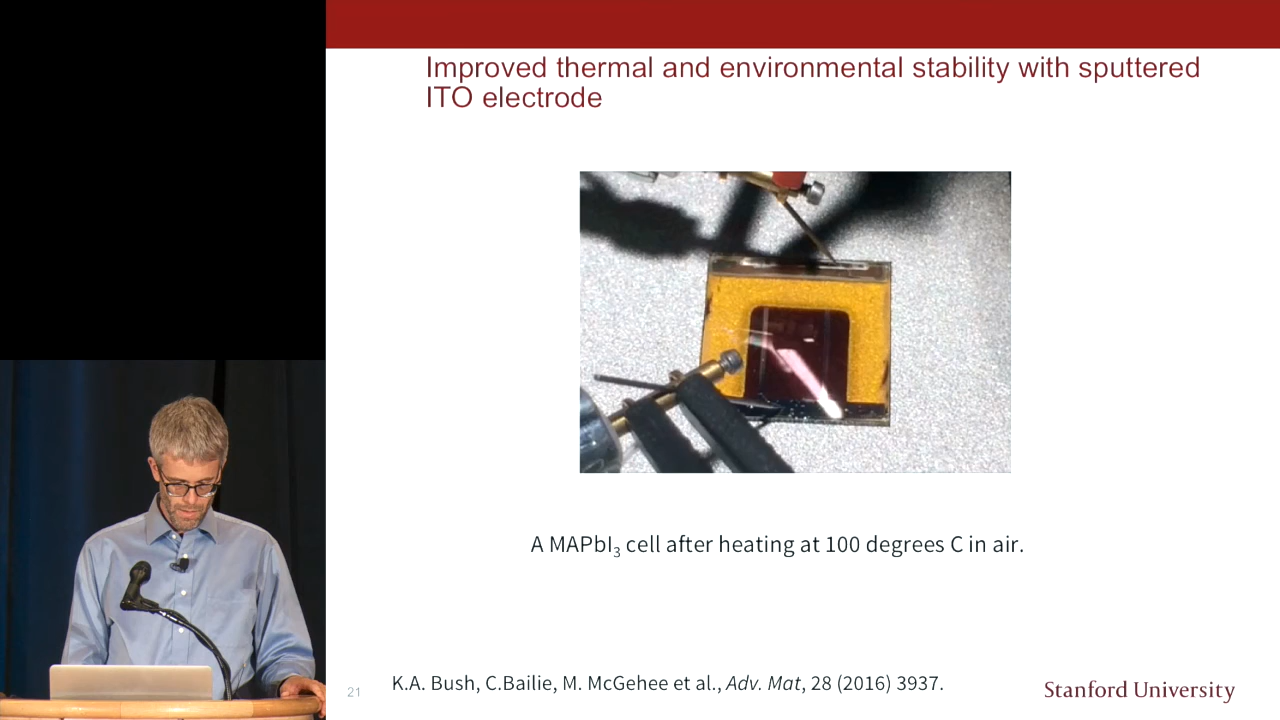 Improved thermal and environmental stability with sputtered
ITO electrode
A MAPbI₃ cell after heating at 100 degrees C in air.
21
K.A. Bush, C.Bailie, M. McGehee et al., Adv. Mat, 28 (2016) 3937.
Stanford University